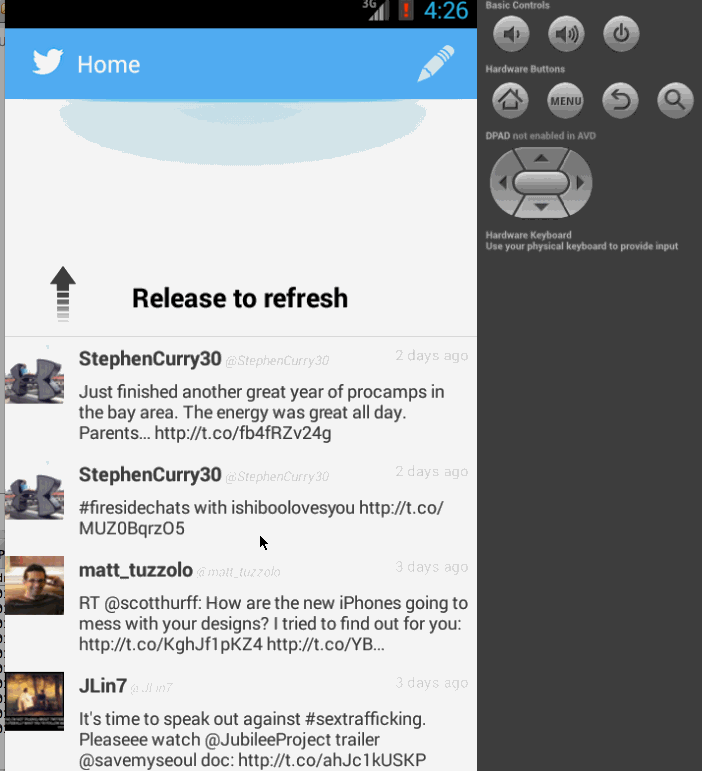 3G
4:26
Home
Release to refresh
StephenCurry30 @StephenCurry30 2 days ago
Just finished another great year of procamps in
the bay area. The energy was great all day.
Parents... http://t.co/fb4fRZv24g
StephenCurry30 @StephenCurry30 2 days ago
#firesidechats with ishiboolovesyou http://t.co/
MUZ0BqrzO5
matt_tuzzolo @matt_tuzzolo 3 days ago
RT @scotthurff: How are the new iPhones going to
mess with your designs? I tried to find out for you:
http://t.co/KghJf1pKZ4 http://t.co/YB...
JLin7 @JLin7 3 days ago
It's time to speak out against #sextrafficking.
Pleaseee watch @JubileeProject trailer
@savemyseoul doc: http://t.co/ahJc1kUSKP
Basic Controls
Hardware Buttons
MENU
DPAD not enabled in AVD
Hardware Keyboard
Use your physical keyboard to provide input